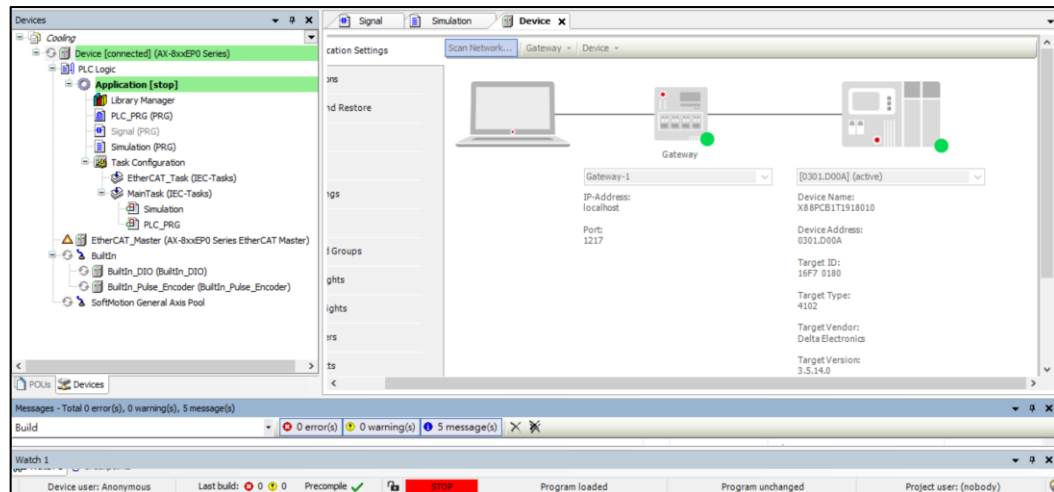 Devices
Cooling
Device [connected] (AX-8xxEP0 Series)
PLC Logic
Application [stop]
Library Manager
PLC_PRG (PRG)
Signal (PRG)
Simulation (PRG)
Task Configuration
EtherCAT_Task (IEC-Tasks)
MainTask (IEC-Tasks)
Simulation
PLC_PRG
EtherCAT_Master (AX-8xxEP0 Series EtherCAT Master)
BuiltIn
BuiltIn_DIO (BuiltIn_DIO)
BuiltIn_Pulse_Encoder (BuiltIn_Pulse_Encoder)
SoftMotion General Axis Pool
POUs Devices
Signal Simulation Device
cation Settings
ons
nd Restore
ngs
d Groups
ghts
ights
ers
ts
Scan Network... Gateway Device
Gateway
Gateway-1
IP-Address:
localhost
Port:
1217
[0301.D00A] (active)
Device Name:
X88PCB1T1918010
Device Address:
0301.D00A
Target ID:
16F7 0180
Target Type:
4102
Target Vendor:
Delta Electronics
Target Version:
3.5.14.0
Messages - Total 0 error(s), 0 warning(s), 5 message(s)
Build 0 error(s) 0 warning(s) 5 message(s)
Watch 1
Device user: Anonymous Last build: 0 0 Precompile STOP Program loaded Program unchanged Project user: (nobody)